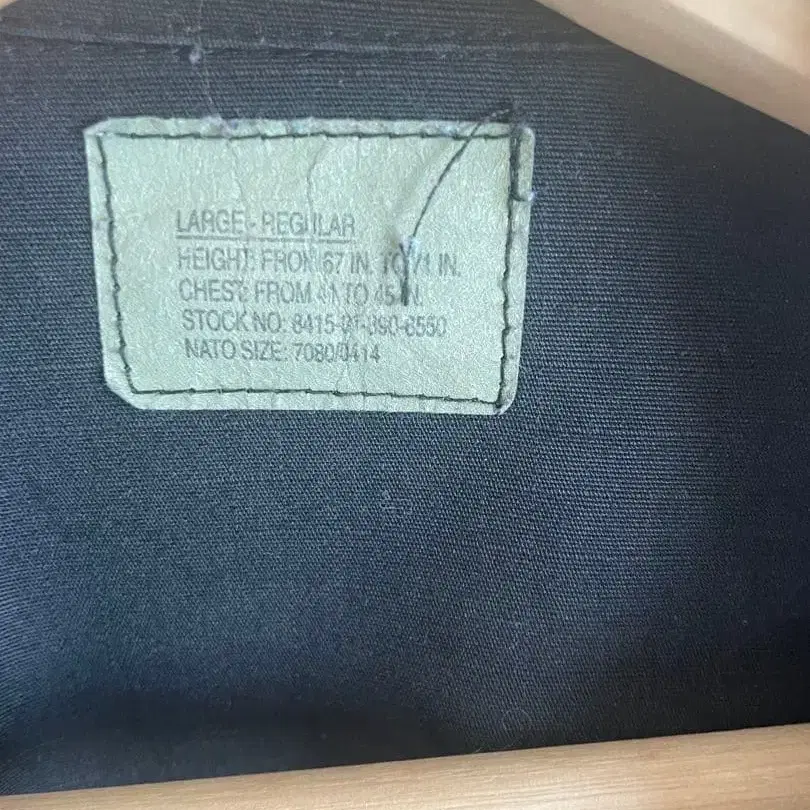 LARGE - REGULAR
HEIGHT: FROM 67 IN. TO 71 IN.
CHEST: FROM 41 TO 45 IN.
STOCK NO: 8415-01-390-8550
NATO SIZE: 7080/0414